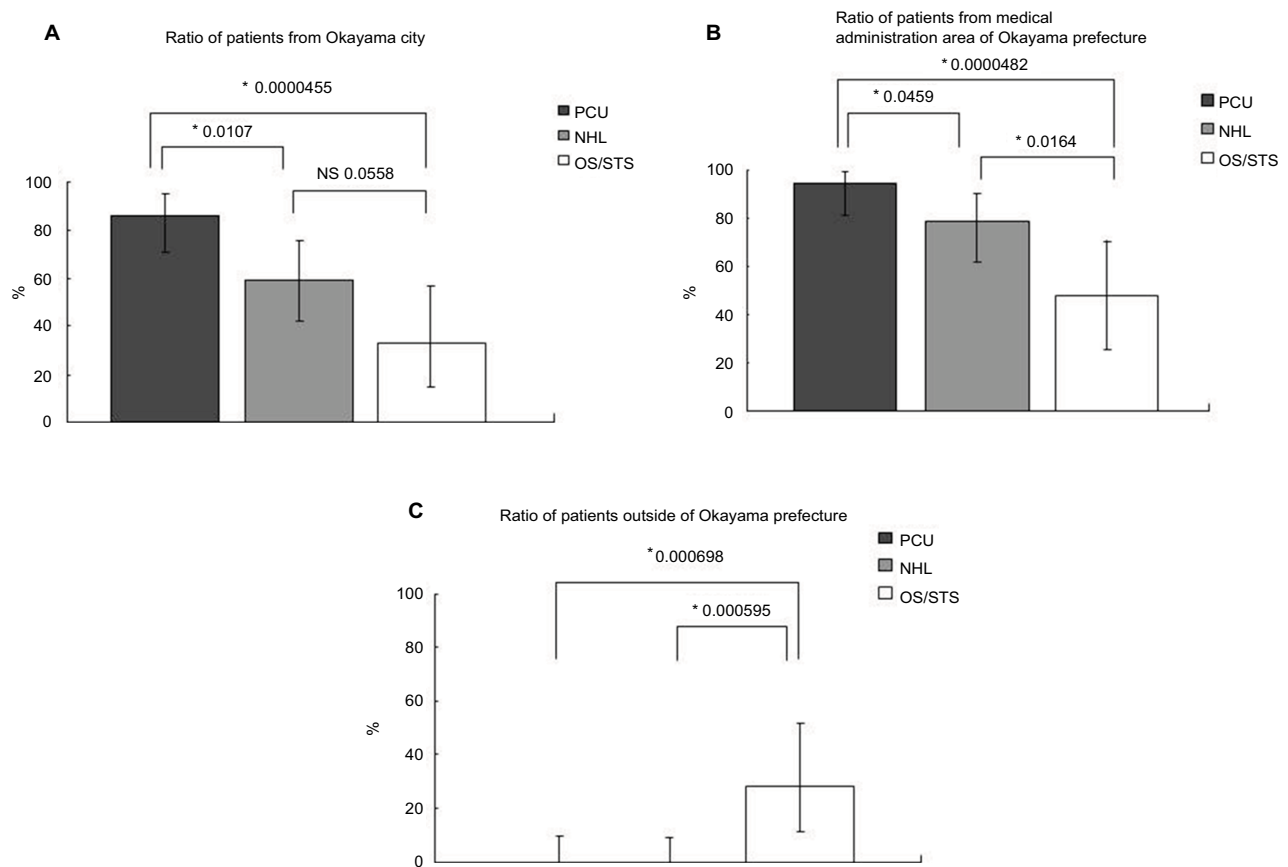 A
Ratio of patients from Okayama city
* 0.0000455
* 0.0107
NS 0.0558
PCU
NHL
OS/STS
100
80
60
40
20
0
%
B
Ratio of patients from medical
administration area of Okayama prefecture
* 0.0000482
* 0.0459
* 0.0164
PCU
NHL
OS/STS
100
80
60
40
20
0
%
C
Ratio of patients outside of Okayama prefecture
*0.000698
* 0.000595
PCU
NHL
OS/STS
100
80
60
40
20
0
%